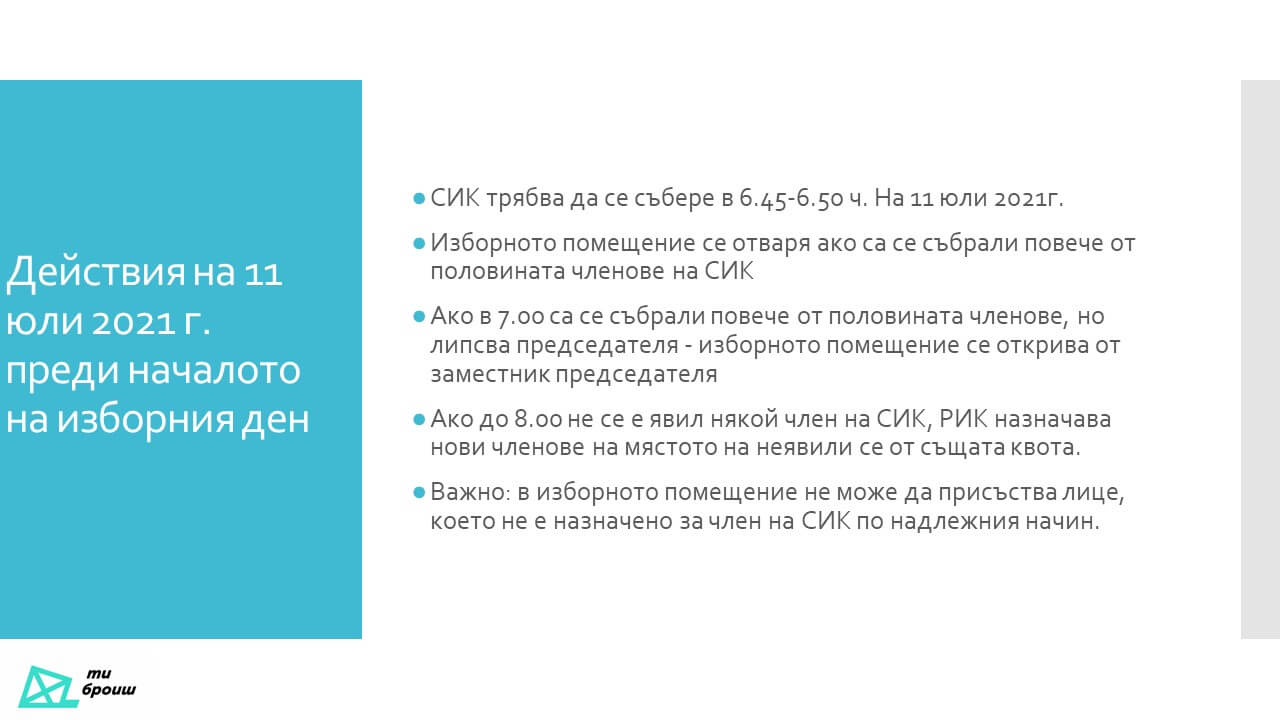 Действия на 11
юли 2021 г.
преди началото
на изборния ден
СИК трябва да се събере в 6.45-6.50 ч. На 11 юли 2021г.
Изборното помещение се отваря ако са се събрали повече от
половината членове на СИК
Ако в 7.00 са се събрали повече от половината членове, но
липсва председателя - изборното помещение се открива от
заместник председателя
Ако до 8.00 не се е явил някой член на СИК, РИК назначава
нови членове на мястото на неявили се от същата квота.
Важно: в изборното помещение не може да присъства лице,
което не е назначено за член на СИК по надлежния начин.
ти
броиш